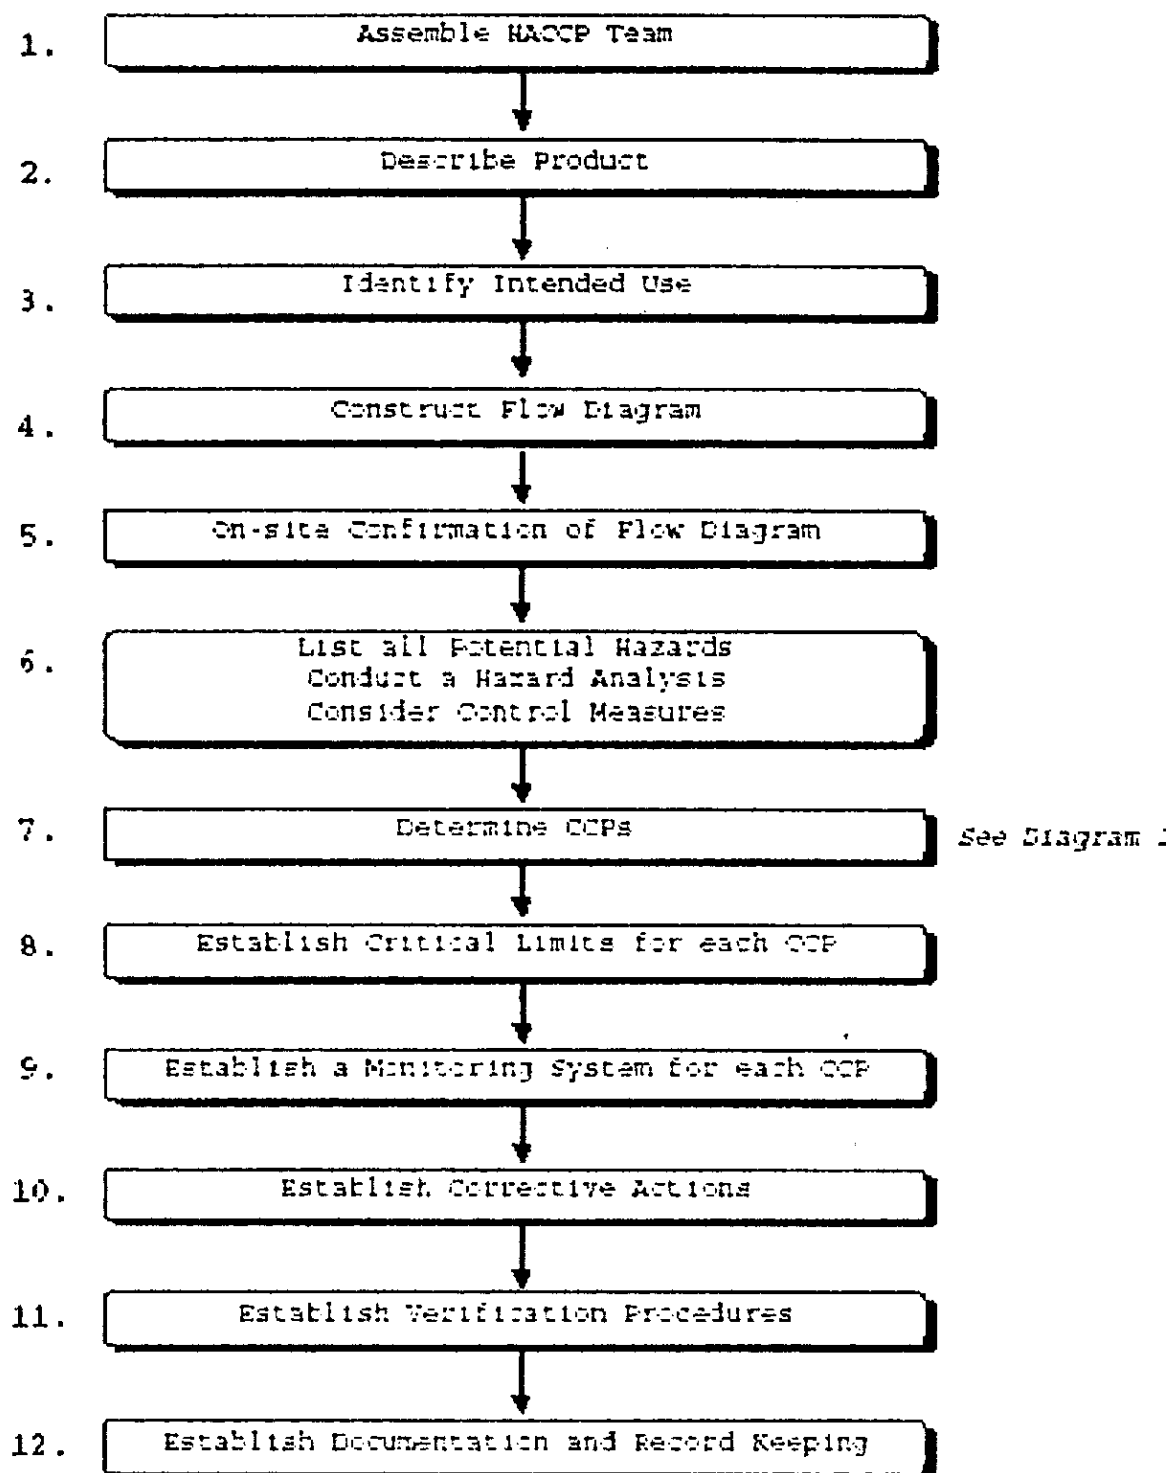 1. Assemble HACCP Team
2. Describe Product
3. Identify Intended Use
4. Construct Flow Diagram
5. On-site Confirmation of Flow Diagram
6. List all Potential Hazards
Conduct a Hazard Analysis
Consider Control Measures
7. Determine CCPs See Diagram
8. Establish Critical Limits for each CCP
9. Establish a Monitoring System for each CCP
10. Establish Corrective Actions
11. Establish Verification Procedures
12. Establish Documentation and Record Keeping